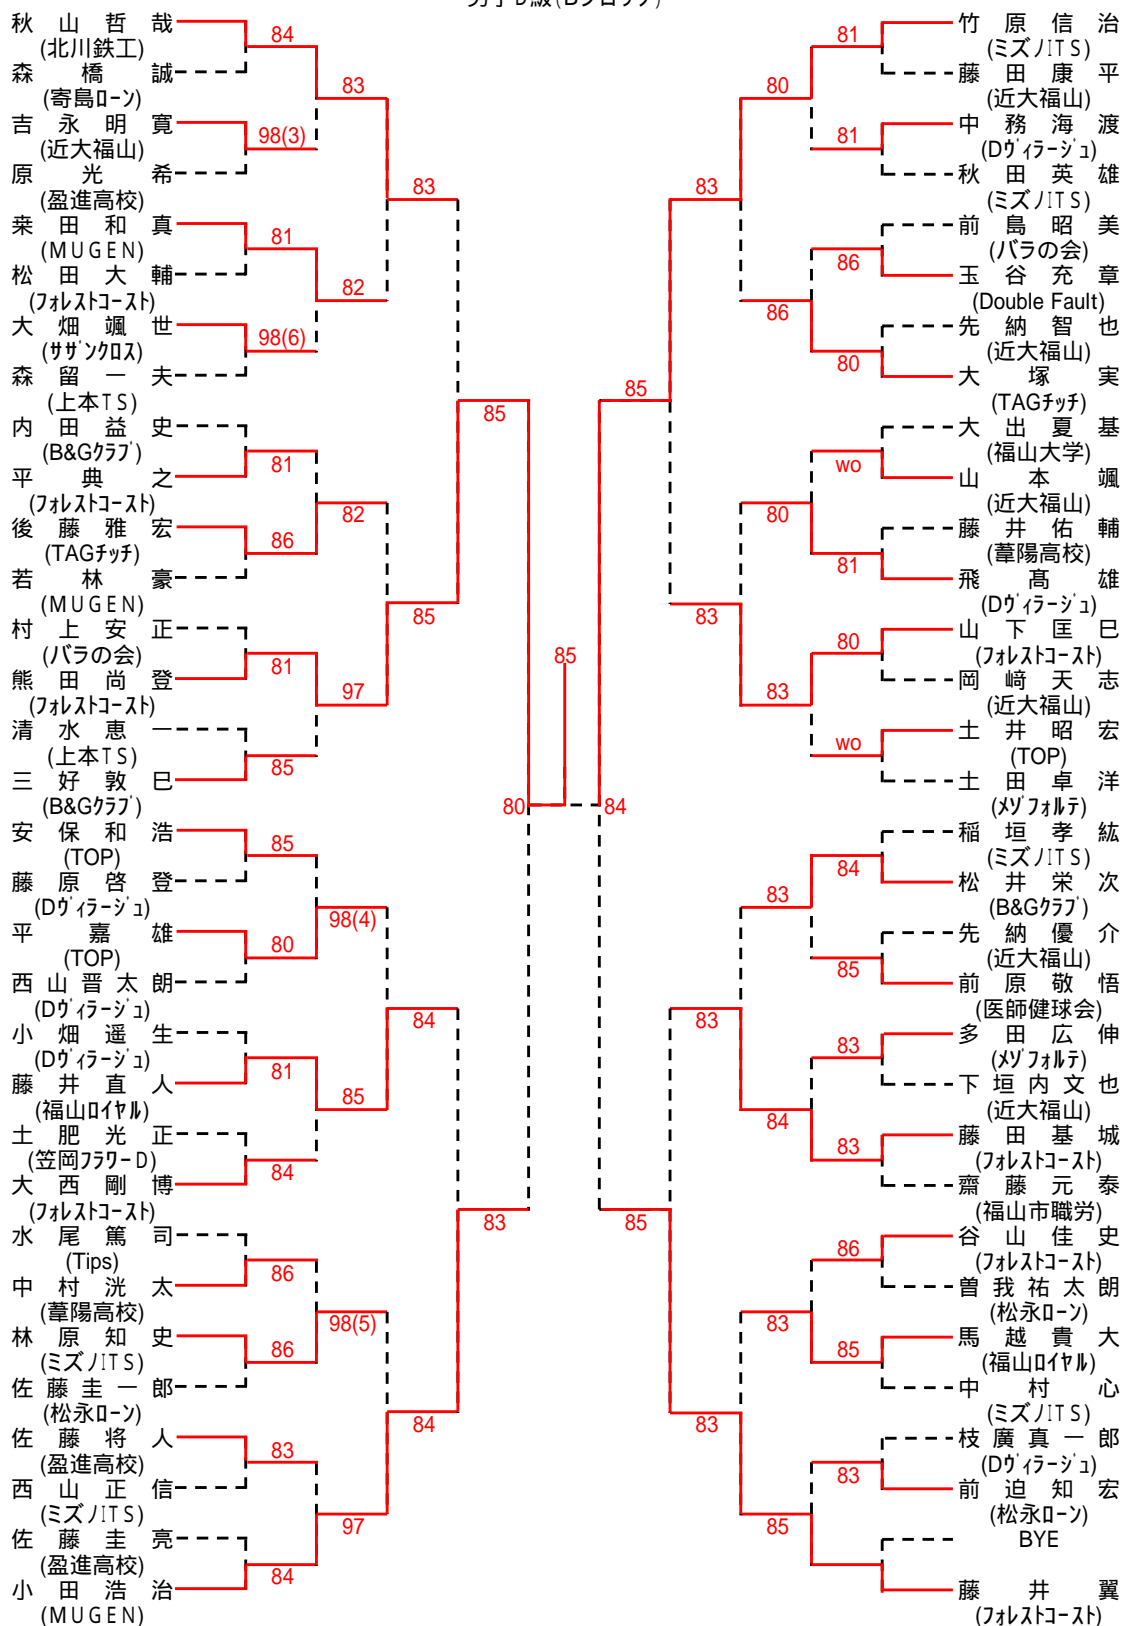 秋山哲哉
(北川鉄工)
森橋誠
(寄島ローン)
吉永明寛
(近大福山)
原光希
(盈進高校)
桒田和真
(MUGEN)
松田大輔
(フォレストコースト)
大畑颯世
(サザンクロス)
森留一夫
(上本TS)
内田益史
(B&Gクラブ)
平典之
(フォレストコースト)
後藤雅宏
(TAGチッチ)
若林豪
(MUGEN)
村上安正
(バラの会)
熊田尚登
(フォレストコースト)
清水恵一
(上本TS)
三好敦巳
(B&Gクラブ)
安保和浩
(TOP)
藤原啓登
(Dヴィラージュ)
平嘉雄
(TOP)
西山晋太朗
(Dヴィラージュ)
小畑遥生
(Dヴィラージュ)
藤井直人
(福山ロイヤル)
土肥光正
(笠岡フラワーD)
大西剛博
(フォレストコースト)
水尾篤司
(Tips)
中村洸太
(葦陽高校)
林原知史
(ミズノITS)
佐藤圭一郎
(松永ローン)
佐藤将人
(盈進高校)
西山正信
(ミズノITS)
佐藤圭亮
(盈進高校)
小田浩治
(MUGEN)
84
98(3)
81
98(6)
81
86
81
85
85
80
81
84
86
86
83
84
83
82
82
97
98(4)
85
98(5)
97
83
85
84
84
85
83
80
85
84
85
85
83
83
83
83
80
86
80
83
83
84
83
85
81
81
86
80
wo
81
80
wo
84
85
83
83
86
85
83
竹原信治
(ミズノITS)
藤田康平
(近大福山)
中務海渡
(Dヴィラージュ)
秋田英雄
(ミズノITS)
前島昭美
(バラの会)
玉谷充章
(Double Fault)
先納智也
(近大福山)
大塚実
(TAGチッチ)
大出夏基
(福山大学)
山本颯
(近大福山)
藤井佑輔
(葦陽高校)
飛髙雄
(Dヴィラージュ)
山下匡巳
(フォレストコースト)
岡﨑天志
(近大福山)
土井昭宏
(TOP)
土田卓洋
(メゾフォルテ)
稲垣孝紘
(ミズノITS)
松井栄次
(B&Gクラブ)
先納優介
(近大福山)
前原敬悟
(医師健球会)
多田広伸
(メゾフォルテ)
下垣内文也
(近大福山)
藤田基城
(フォレストコースト)
齋藤元泰
(福山市職労)
谷山佳史
(フォレストコースト)
曽我祐太朗
(松永ローン)
馬越貴大
(福山ロイヤル)
中村心
(ミズノITS)
枝廣真一郎
(Dヴィラージュ)
前迫知宏
(松永ローン)
BYE
藤井翼
(フォレストコースト)